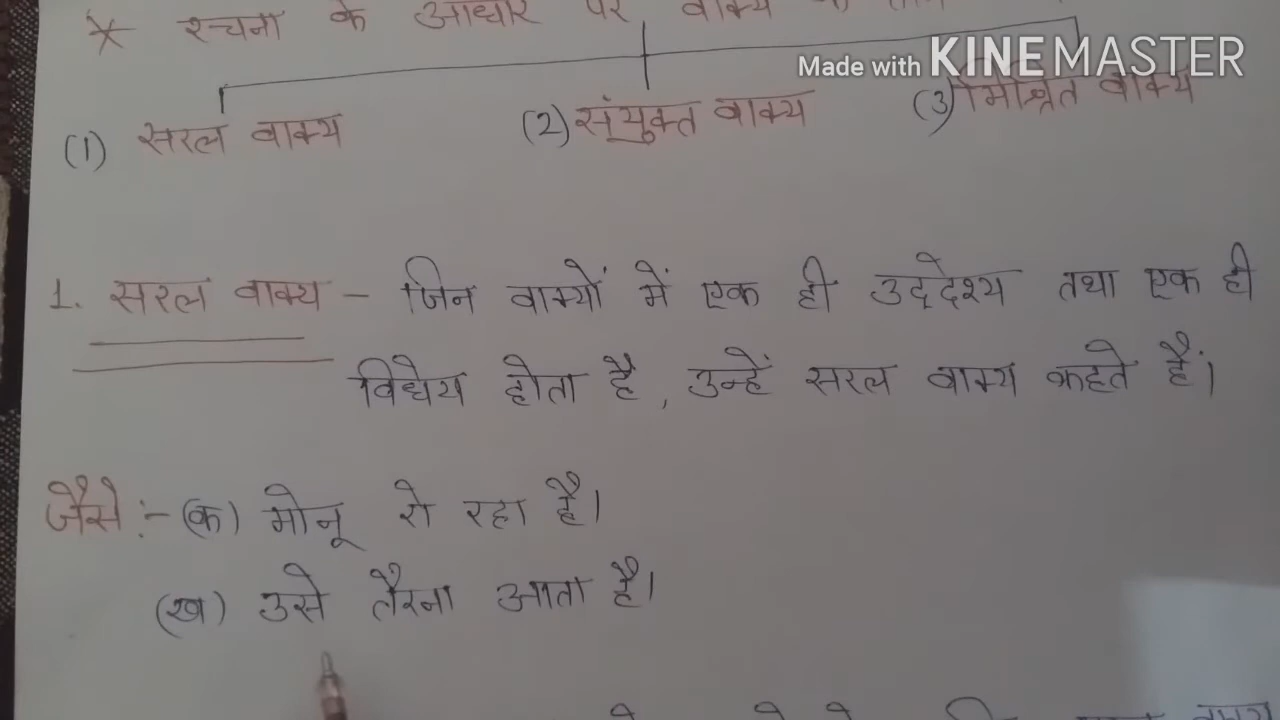 * रचना के आधार पर वाक्य के
Made with KINEMASTER
(1) सरल वाक्य (2) संयुक्त वाक्य (3) मिश्रित वाक्य
1. सरल वाक्य – जिन वाक्यों में एक ही उद्देश्य तथा एक ही
विधेय होता है, उन्हें सरल वाक्य कहते हैं।
जैसे :- (क) मोनू रो रहा है।
(ख) उसे तैरना आता है।